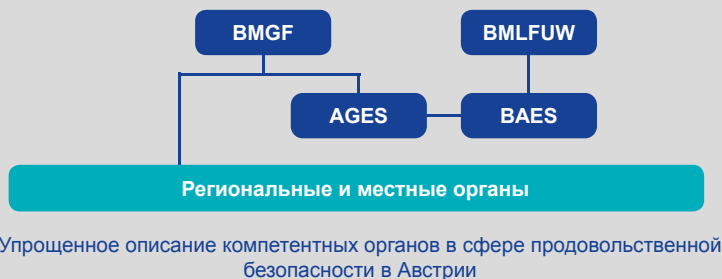 BMGF
BMLFUW
AGES
BAES
Региональные и местные органы
Упрощенное описание компетентных органов в сфере продовольственной
безопасности в Австрии